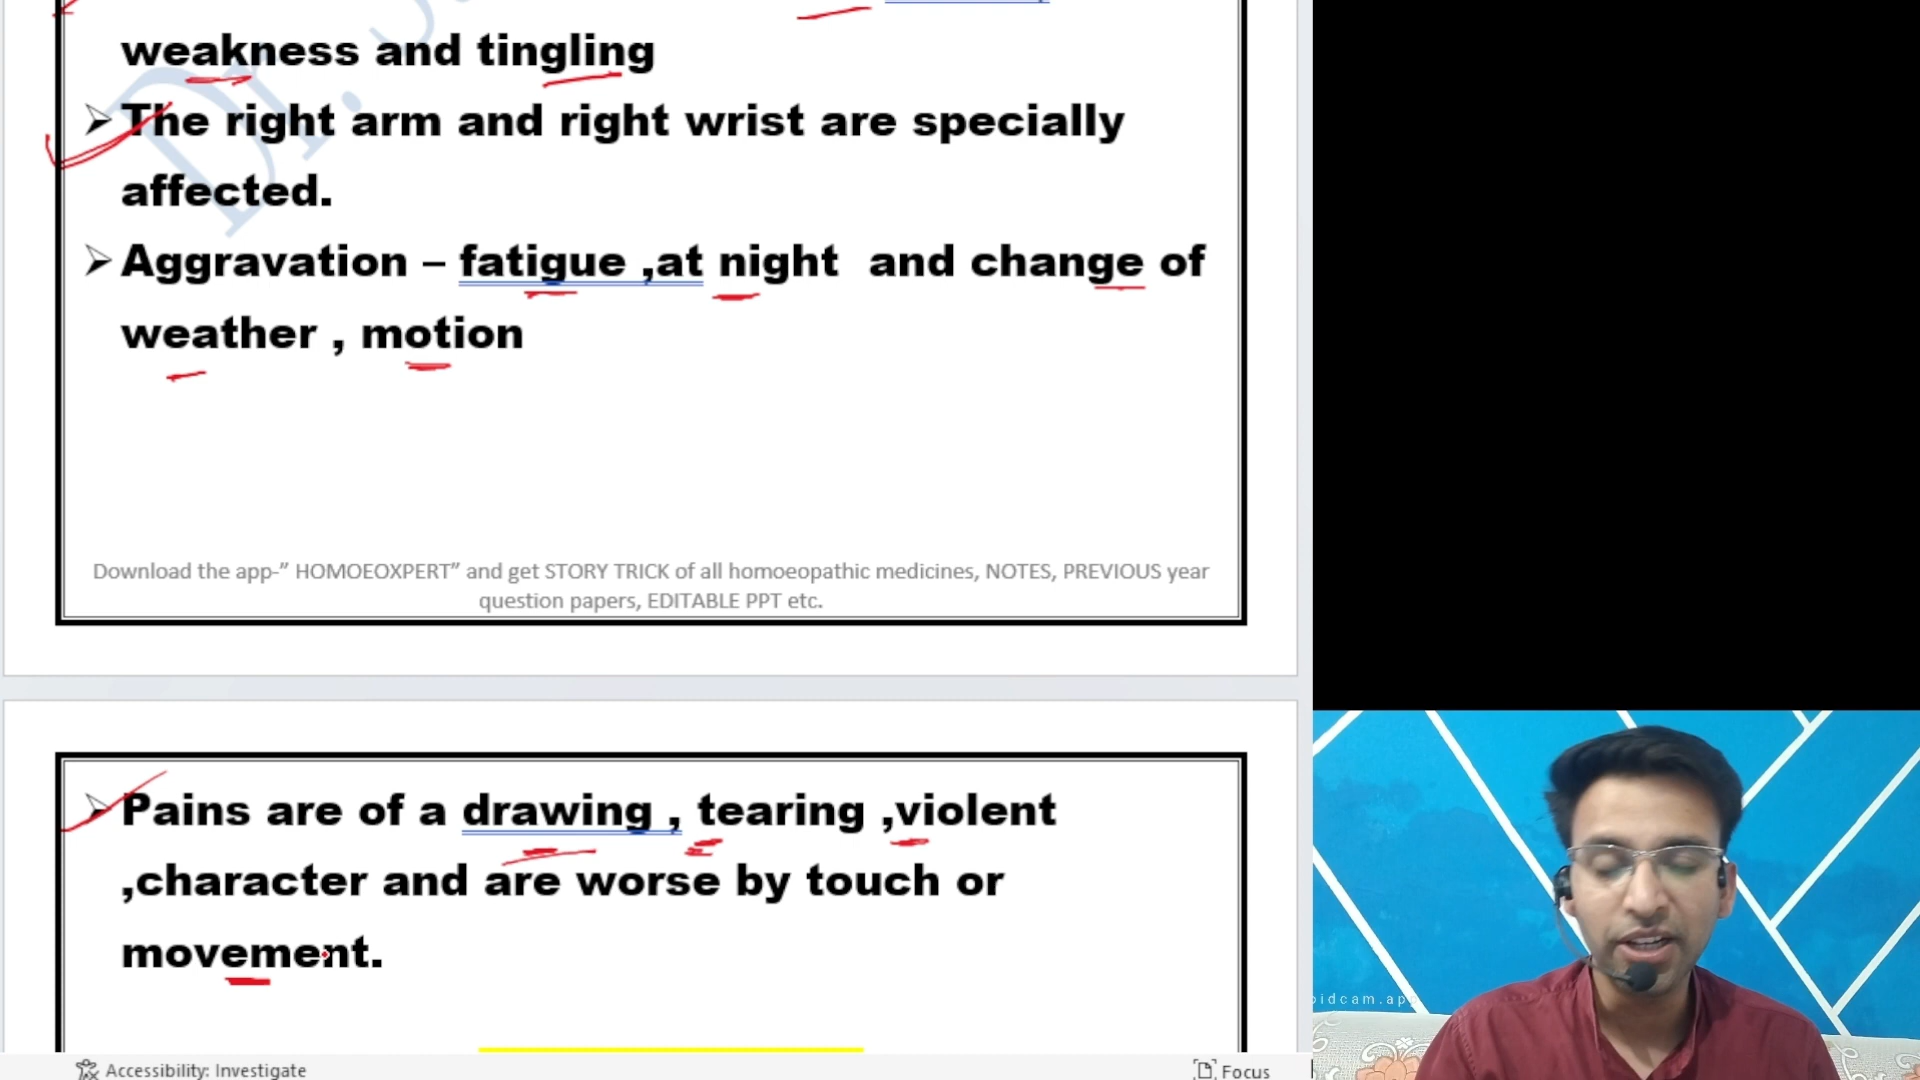 weakness and tingling
➢ The right arm and right wrist are specially
affected.
➢ Aggravation – fatigue ,at night and change of
weather , motion
Download the app-” HOMOEOXPERT” and get STORY TRICK of all homoeopathic medicines, NOTES, PREVIOUS year
question papers, EDITABLE PPT etc.
➢ Pains are of a drawing , tearing ,violent
,character and are worse by touch or
movement.
Accessibility: Investigate
Focus
Dr.